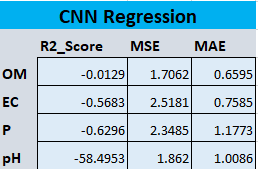 CNN Regression
R2_Score MSE MAE
OM -0.0129 1.7062 0.6595
EC -0.5683 2.5181 0.7585
P -0.6296 2.3485 1.1773
pH -58.4953 1.862 1.0086